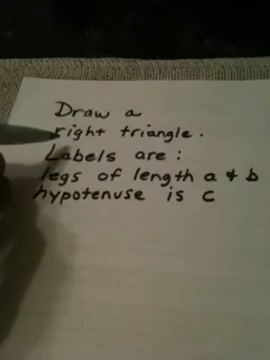 Draw a
right triangle.
Labels are:
legs of length a & b
hypotenuse is c